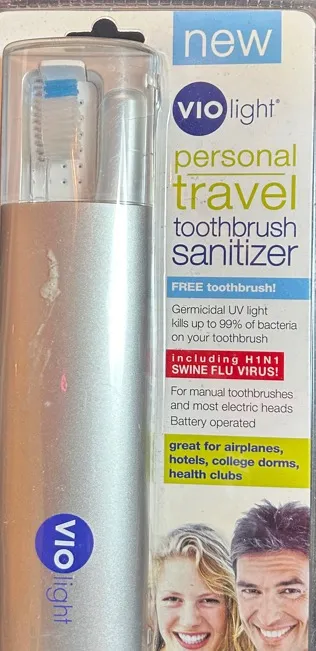 new
VIOlight®
personal
travel
toothbrush
sanitizer
FREE toothbrush!
Germicidal UV light
kills up to 99% of bacteria
on your toothbrush
including H1N1
SWINE FLU VIRUS!
For manual toothbrushes
and most electric heads
Battery operated
great for airplanes,
hotels, college dorms,
health clubs
VIOlight